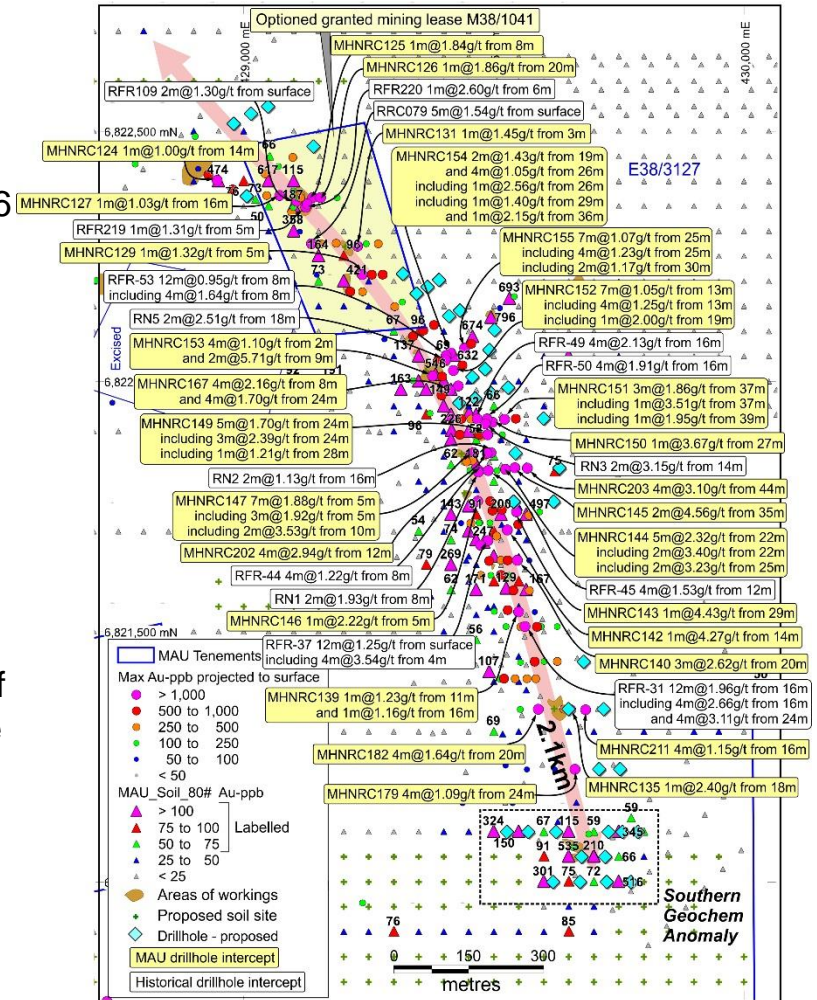 429,000 mE
430,000 mE
Optioned granted mining lease M38/1041
MHNRC125 1m@1.84g/t from 8m
MHNRC126 1m@1.86g/t from 20m
RFR109 2m@1.30g/t from surface
RFR220 1m@2.60g/t from 6m
RRC079 5m@1.54g/t from surface
6,822,500 mN
MHNRC131 1m@1.45g/t from 3m
MHNRC124 1m@1.00g/t from 14m
66
MHNRC154 2m@1.43g/t from 19m
and 4m@1.05g/t from 26m
including 1m@2.56g/t from 26m
including 1m@1.40g/t from 29m
and 1m@2.15g/t from 36m
E38/3127
474
76
73
617
115
187
6
MHNRC127 1m@1.03g/t from 16m
50
358
RFR219 1m@1.31g/t from 5m
MHNRC129 1m@1.32g/t from 5m
164
96
MHNRC155 7m@1.07g/t from 25m
including 4m@1.23g/t from 25m
including 2m@1.17g/t from 30m
73
421
RFR-53 12m@0.95g/t from 8m
including 4m@1.64g/t from 8m
693
MHNRC152 7m@1.05g/t from 13m
including 4m@1.25g/t from 13m
including 1m@2.00g/t from 19m
RN5 2m@2.51g/t from 18m
67
96
674
796
Excised
MHNRC153 4m@1.10g/t from 2m
and 2m@5.71g/t from 9m
137
69
632
RFR-49 4m@2.13g/t from 16m
RFR-50 4m@1.91g/t from 16m
546
6,822
MHNRC167 4m@2.16g/t from 8m
and 4m@1.70g/t from 24m
163
149
66
122
MHNRC151 3m@1.86g/t from 37m
including 1m@3.51g/t from 37m
including 1m@1.95g/t from 39m
MHNRC149 5m@1.70g/t from 24m
including 3m@2.39g/t from 24m
including 1m@1.21g/t from 28m
96
226
MHNRC150 1m@3.67g/t from 27m
62
191
75
RN3 2m@3.15g/t from 14m
RN2 2m@1.13g/t from 16m
MHNRC203 4m@3.10g/t from 44m
MHNRC147 7m@1.88g/t from 5m
including 3m@1.92g/t from 5m
including 2m@3.53g/t from 10m
143
91
200
497
MHNRC145 2m@4.56g/t from 35m
54
74
247
MHNRC144 5m@2.32g/t from 22m
including 2m@3.40g/t from 22m
including 2m@3.23g/t from 25m
MHNRC202 4m@2.94g/t from 12m
79
269
RFR-44 4m@1.22g/t from 8m
62
171
129
167
RFR-45 4m@1.53g/t from 12m
RN1 2m@1.93g/t from 8m
MHNRC143 1m@4.43g/t from 29m
MHNRC146 1m@2.22g/t from 5m
56
MHNRC142 1m@4.27g/t from 14m
6,821,500 mN
RFR-37 12m@1.25g/t from surface
including 4m@3.54g/t from 4m
107
MHNRC140 3m@2.62g/t from 20m
MHNRC139 1m@1.23g/t from 11m
and 1m@1.16g/t from 16m
RFR-31 12m@1.96g/t from 16m
including 4m@2.66g/t from 16m
and 4m@3.11g/t from 24m
69
MHNRC182 4m@1.64g/t from 20m
2.1km
MHNRC211 4m@1.15g/t from 16m
MHNRC179 4m@1.09g/t from 24m
MHNRC135 1m@2.40g/t from 18m
324
150
67
115
59
59
345
91
535
210
66
301
75
72
516
Southern
Geochem
Anomaly
76
85
MAU Tenements
Max Au-ppb projected to surface
> 1,000
500 to 1,000
250 to 500
100 to 250
50 to 100
< 50
MAU_Soil_80# Au-ppb
> 100
75 to 100
50 to 75
Labelled
25 to 50
< 25
Areas of workings
Proposed soil site
Drillhole - proposed
MAU drillhole intercept
Historical drillhole intercept
0 150 300
metres